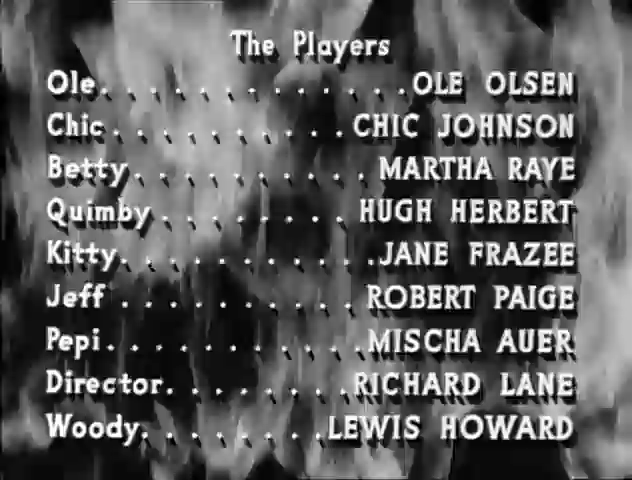 The Players
Ole.............OLE OLSEN
Chic...........CHIC JOHNSON
Betty...........MARTHA RAYE
Quimby.........HUGH HERBERT
Kitty............JANE FRAZEE
Jeff...........ROBERT PAIGE
Pepi............MISCHA AUER
Director........RICHARD LANE
Woody........LEWIS HOWARD